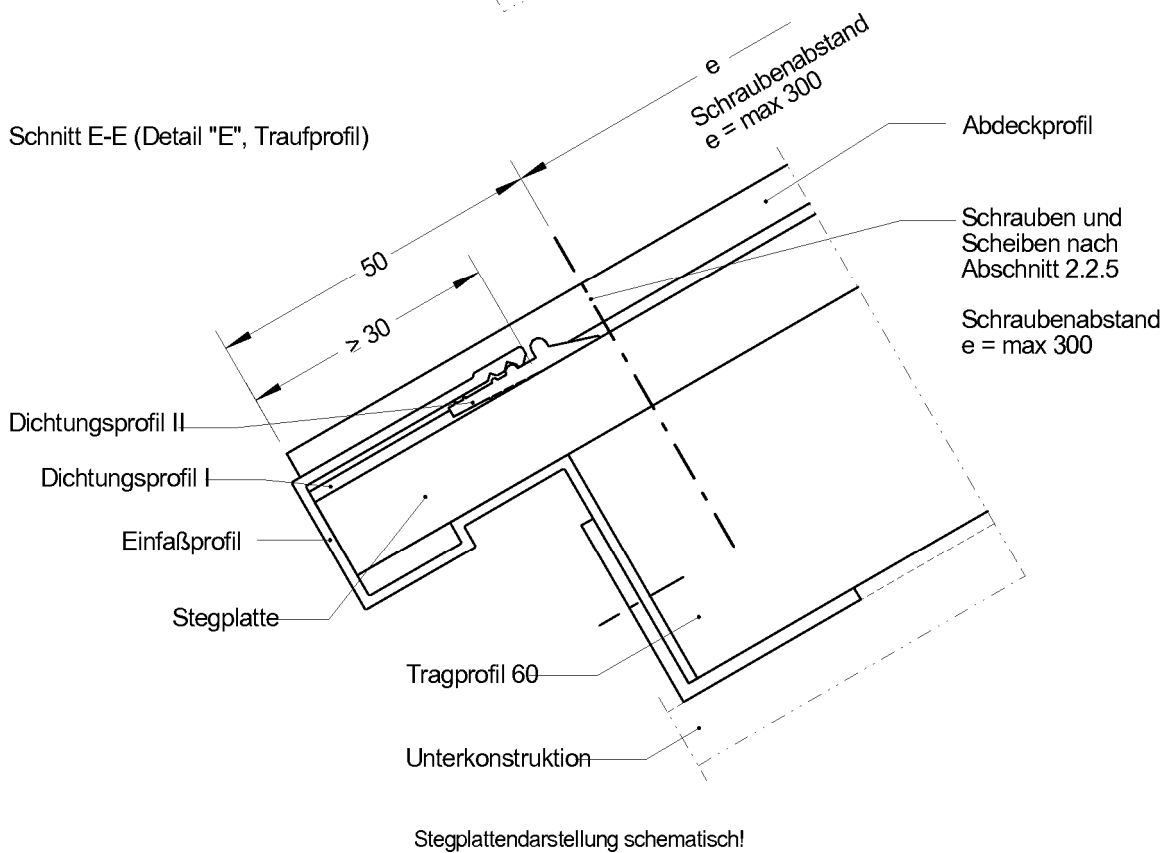 e
Schraubenabstand
e = max 300
Schnitt E-E (Detail "E", Traufprofil)
Abdeckprofil
Schrauben und
Scheiben nach
Abschnitt 2.2.5
Schraubenabstand
e = max 300
50
≥ 30
Dichtungsprofil II
Dichtungsprofil I
Einfaßprofil
Stegplatte
Tragprofil 60
Unterkonstruktion
Stegplattendarstellung schematisch!